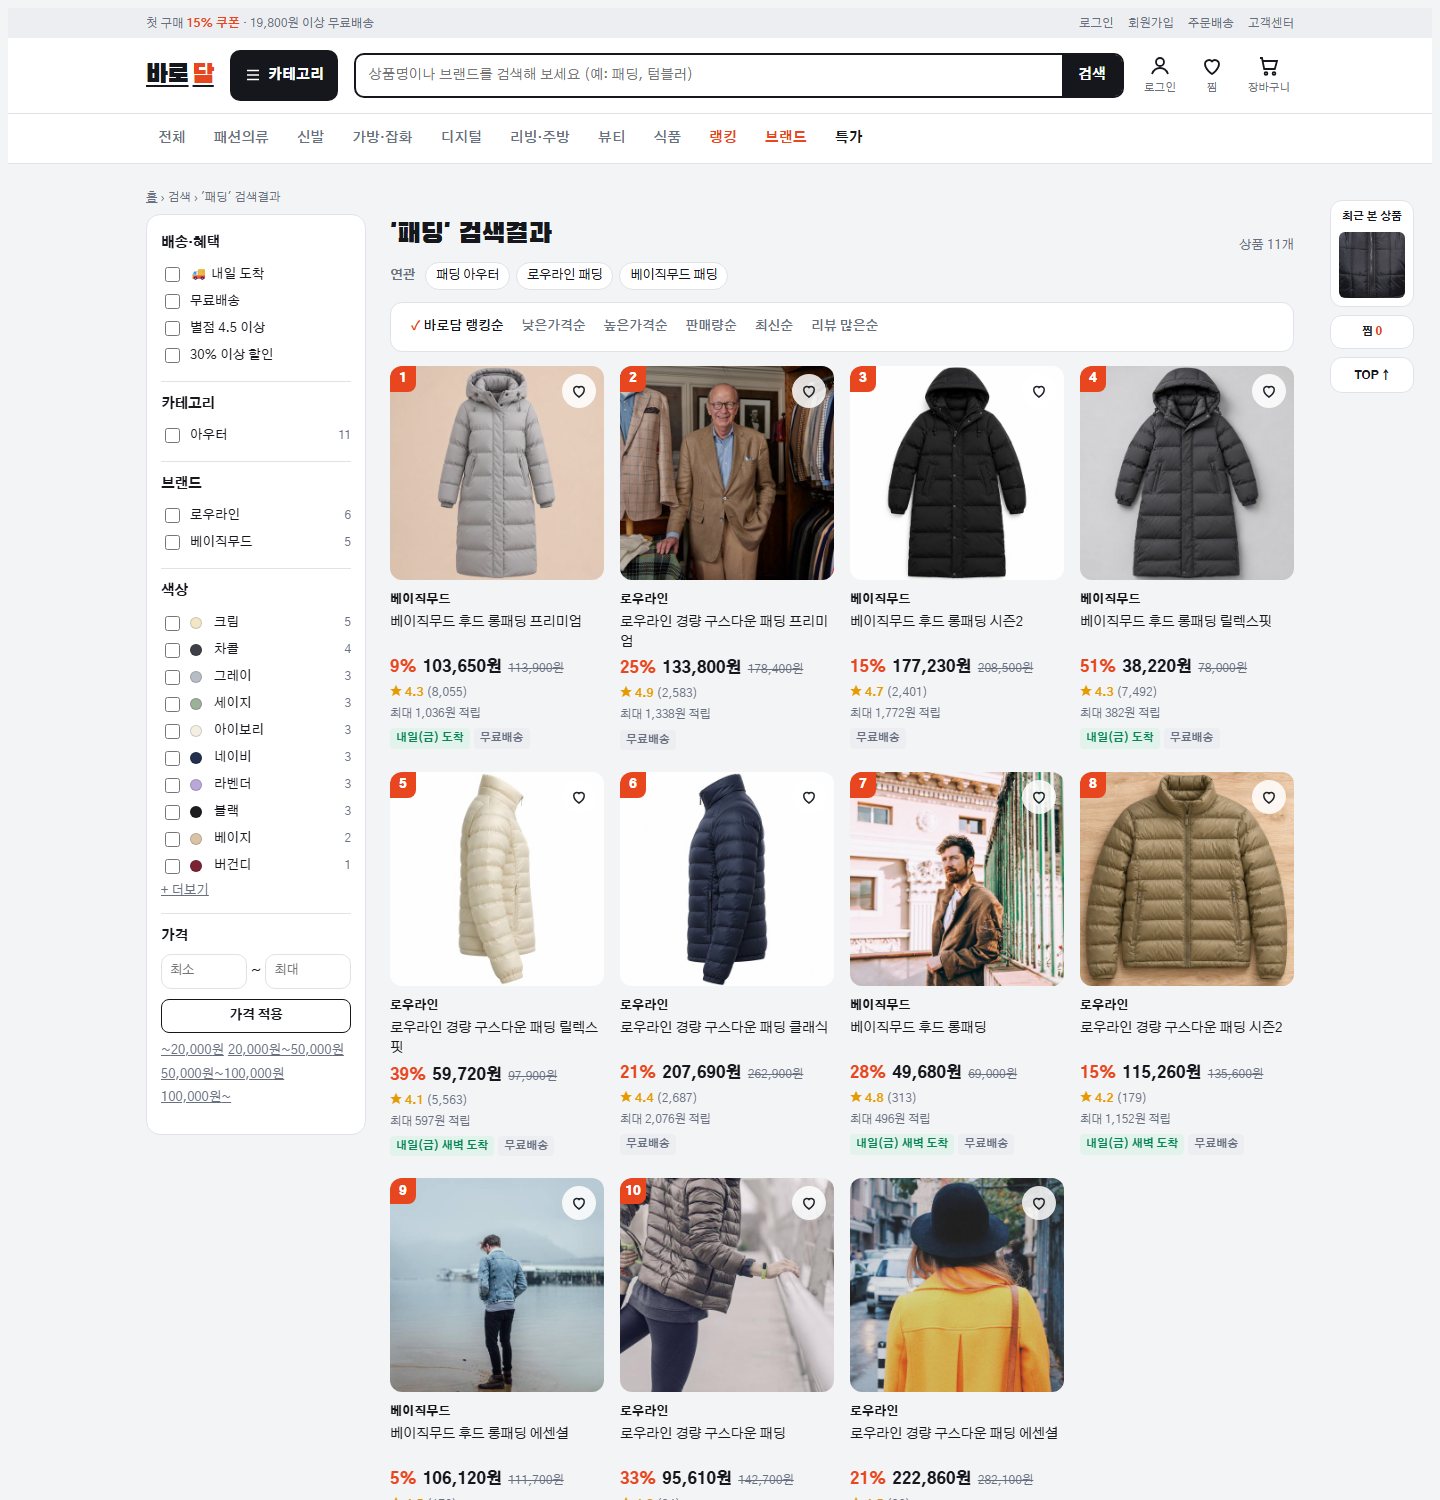 첫 구매 15% 쿠폰 · 19,800원 이상 무료배송
로그인 회원가입 주문배송 고객센터
바로담
☰ 카테고리
상품명이나 브랜드를 검색해 보세요 (예: 패딩, 텀블러)
검색
로그인 찜 장바구니
전체 패션의류 신발 가방·잡화 디지털 리빙·주방 뷰티 식품 랭킹 브랜드 특가
홈 › 검색 › ‘패딩’ 검색결과
배송·혜택
🚚 내일 도착
무료배송
별점 4.5 이상
30% 이상 할인
카테고리
아우터 11
브랜드
로우라인 6
베이직무드 5
색상
크림 5
차콜 4
그레이 3
세이지 3
아이보리 3
네이비 3
라벤더 3
블랙 3
베이지 2
버건디 1
+ 더보기
가격
최소 ~ 최대
가격 적용
~20,000원 20,000원~50,000원
50,000원~100,000원
100,000원~
‘패딩’ 검색결과
상품 11개
연관 패딩 아우터 로우라인 패딩 베이직무드 패딩
✓ 바로담 랭킹순 낮은가격순 높은가격순 판매량순 최신순 리뷰 많은순
1
베이직무드
베이직무드 후드 롱패딩 프리미엄
9% 103,650원 113,900원
★ 4.3 (8,055)
최대 1,036원 적립
내일(금) 도착 무료배송
2
로우라인
로우라인 경량 구스다운 패딩 프리미
엄
25% 133,800원 178,400원
★ 4.9 (2,583)
최대 1,338원 적립
무료배송
3
베이직무드
베이직무드 후드 롱패딩 시즌2
15% 177,230원 208,500원
★ 4.7 (2,401)
최대 1,772원 적립
무료배송
4
베이직무드
베이직무드 후드 롱패딩 릴렉스핏
51% 38,220원 78,000원
★ 4.3 (7,492)
최대 382원 적립
내일(금) 도착 무료배송
5
로우라인
로우라인 경량 구스다운 패딩 릴렉스
핏
39% 59,720원 97,900원
★ 4.1 (5,563)
최대 597원 적립
내일(금) 새벽 도착 무료배송
6
로우라인
로우라인 경량 구스다운 패딩 클래식
21% 207,690원 262,900원
★ 4.4 (2,687)
최대 2,076원 적립
무료배송
7
베이직무드
베이직무드 후드 롱패딩
28% 49,680원 69,000원
★ 4.8 (313)
최대 496원 적립
내일(금) 새벽 도착 무료배송
8
로우라인
로우라인 경량 구스다운 패딩 시즌2
15% 115,260원 135,600원
★ 4.2 (179)
최대 1,152원 적립
내일(금) 새벽 도착 무료배송
9
베이직무드
베이직무드 후드 롱패딩 에센셜
5% 106,120원 111,700원
10
로우라인
로우라인 경량 구스다운 패딩
33% 95,610원 142,700원
로우라인
로우라인 경량 구스다운 패딩 에센셜
21% 222,860원 282,100원
최근 본 상품
찜 0
TOP ↑